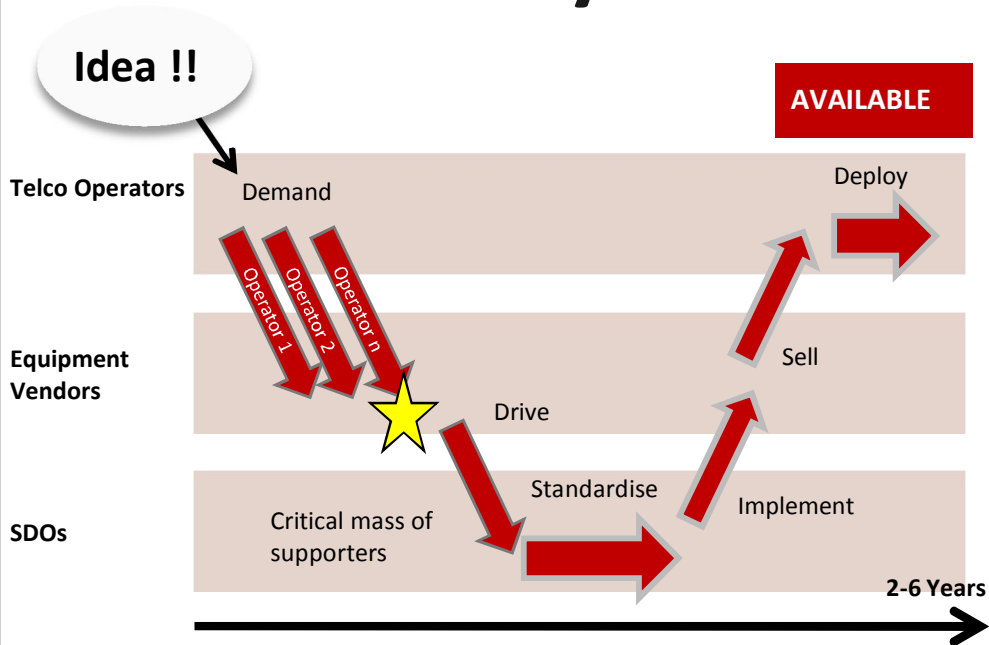 Idea !!
AVAILABLE
Telco Operators
Demand
Deploy
Operator 1
Operator 2
Operator n
Equipment
Vendors
Sell
Drive
Standardise
Implement
SDOs
Critical mass of
supporters
2-6 Years